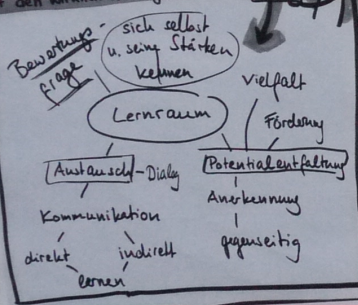 sich selbst
u. seine Stärken
kennen
Bewertungs-
frage
Lernraum
Vielfalt
Förderung
Austausch - Dialog
Potentialentfaltung
Kommunikation
Anerkennung
direkt
indirekt
gegenseitig
lernen